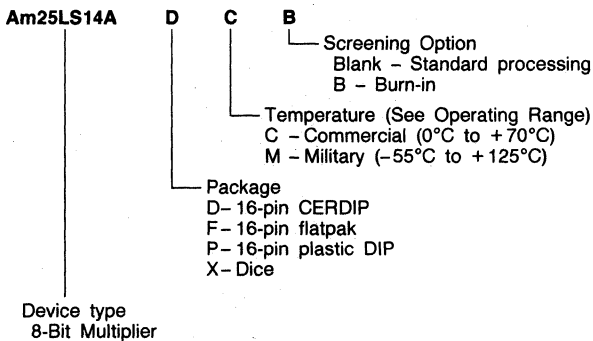 Am25LS14A D C B
Screening Option
Blank – Standard processing
B – Burn-in
Temperature (See Operating Range)
C – Commercial (0°C to +70°C)
M – Military (–55°C to +125°C)
Package
D– 16-pin CERDIP
F – 16-pin flatpak
P – 16-pin plastic DIP
X – Dice
Device type
8-Bit Multiplier